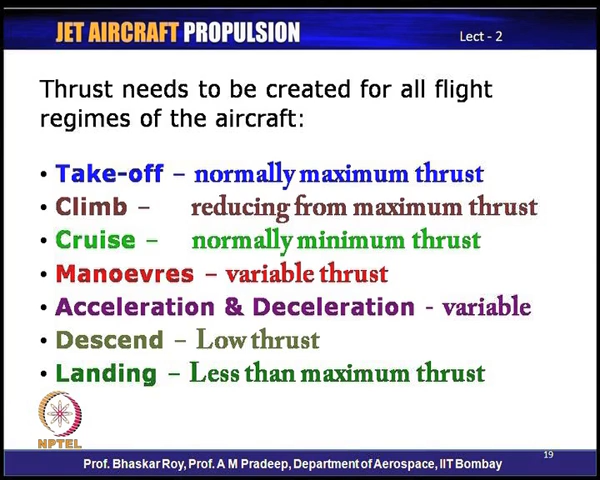 JET AIRCRAFT PROPULSION
Lect - 2
Thrust needs to be created for all flight
regimes of the aircraft:
• Take-off – normally maximum thrust
• Climb – reducing from maximum thrust
• Cruise – normally minimum thrust
• Manoevres – variable thrust
• Acceleration & Deceleration - variable
• Descend – Low thrust
• Landing – Less than maximum thrust
NPTEL
19
Prof. Bhaskar Roy, Prof. A M Pradeep, Department of Aerospace, IIT Bombay